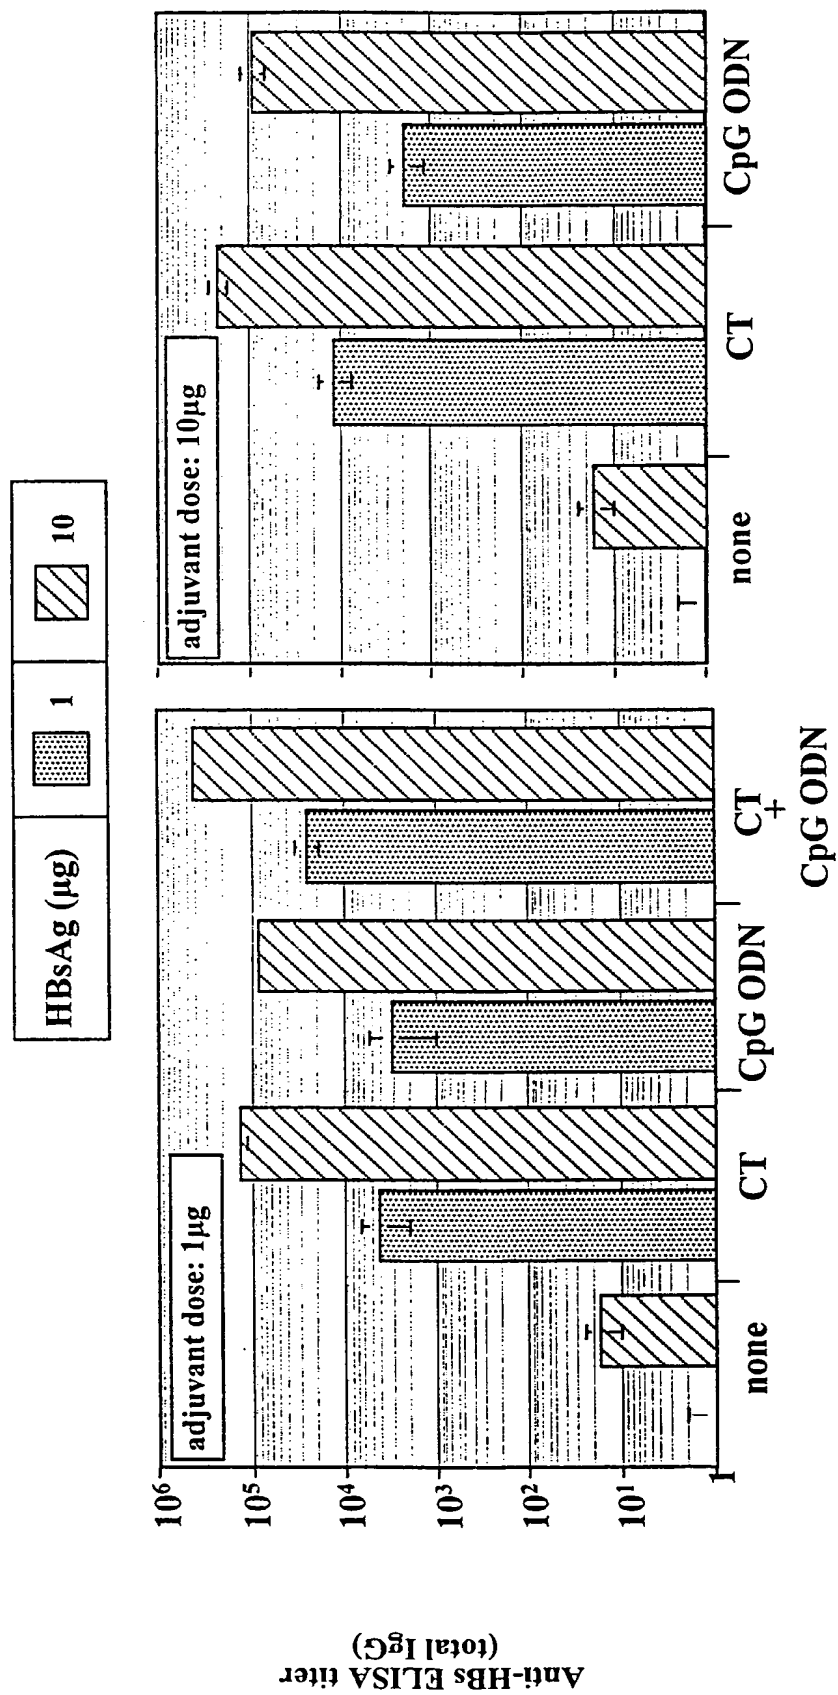 HBsAg (µg)
1
10
adjuvant dose: 1µg
adjuvant dose: 10µg
Anti-HBs ELISA titer
(total IgG)
10⁶
10⁵
10⁴
10³
10²
10¹
1
none
CT
CpG ODN
CT
+
CpG ODN
none
CT
CpG ODN